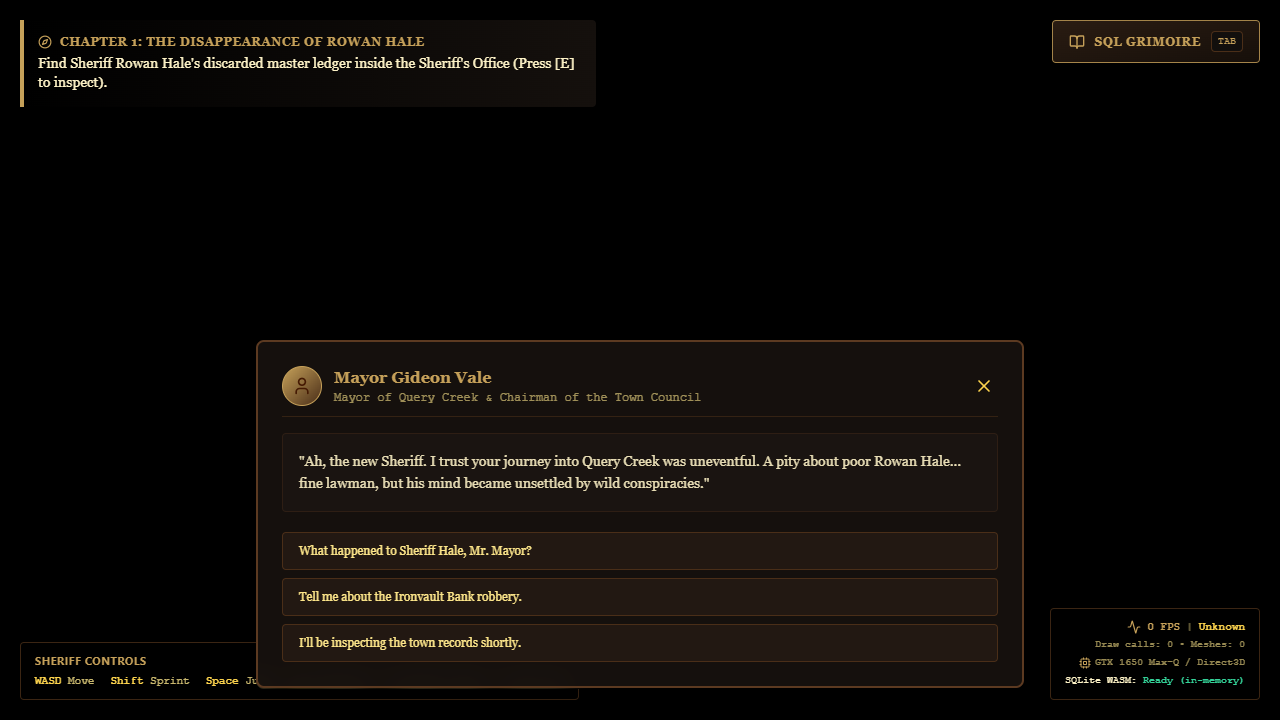 CHAPTER 1: THE DISAPPEARANCE OF ROWAN HALE
Find Sheriff Rowan Hale's discarded master ledger inside the Sheriff's Office (Press [E]
to inspect).
SQL GRIMOIRE TAB
Mayor Gideon Vale
Mayor of Query Creek & Chairman of the Town Council
"Ah, the new Sheriff. I trust your journey into Query Creek was uneventful. A pity about poor Rowan Hale...
fine lawman, but his mind became unsettled by wild conspiracies."
What happened to Sheriff Hale, Mr. Mayor?
Tell me about the Ironvault Bank robbery.
I'll be inspecting the town records shortly.
SHERIFF CONTROLS
WASD Move Shift Sprint Space Ju
0 FPS | Unknown
Draw calls: 0 • Meshes: 0
GTX 1650 Max-Q / Direct3D
SQLite WASM: Ready (in-memory)